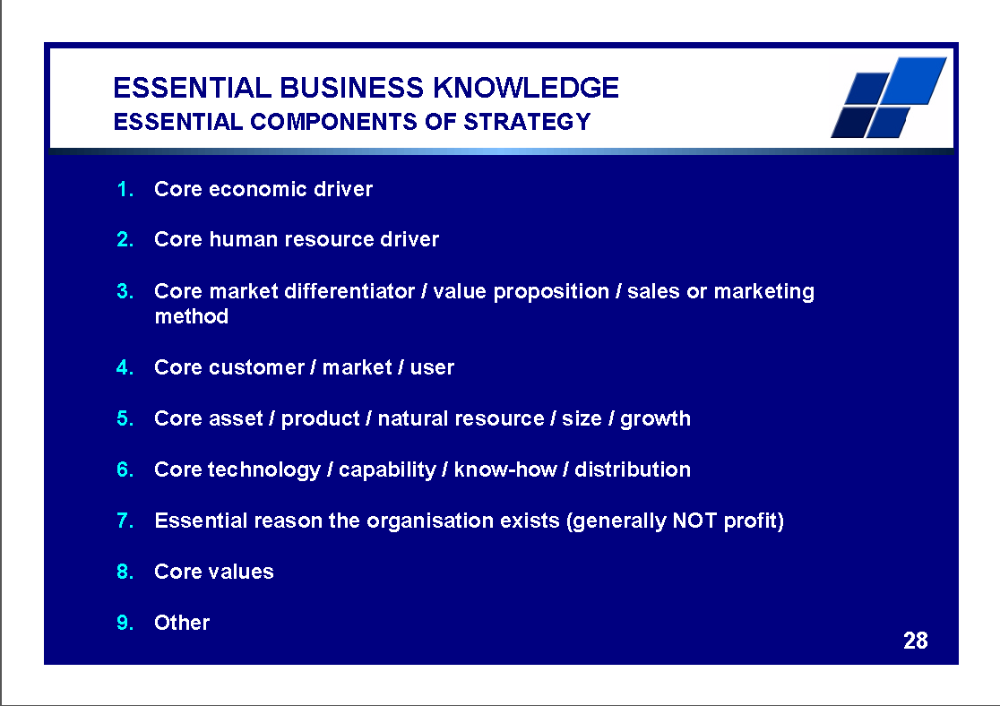 ESSENTIAL BUSINESS KNOWLEDGE
ESSENTIAL COMPONENTS OF STRATEGY
1. Core economic driver
2. Core human resource driver
3. Core market differentiator / value proposition / sales or marketing
method
4. Core customer / market / user
5. Core asset / product / natural resource / size / growth
6. Core technology / capability / know-how / distribution
7. Essential reason the organisation exists (generally NOT profit)
8. Core values
9. Other
28